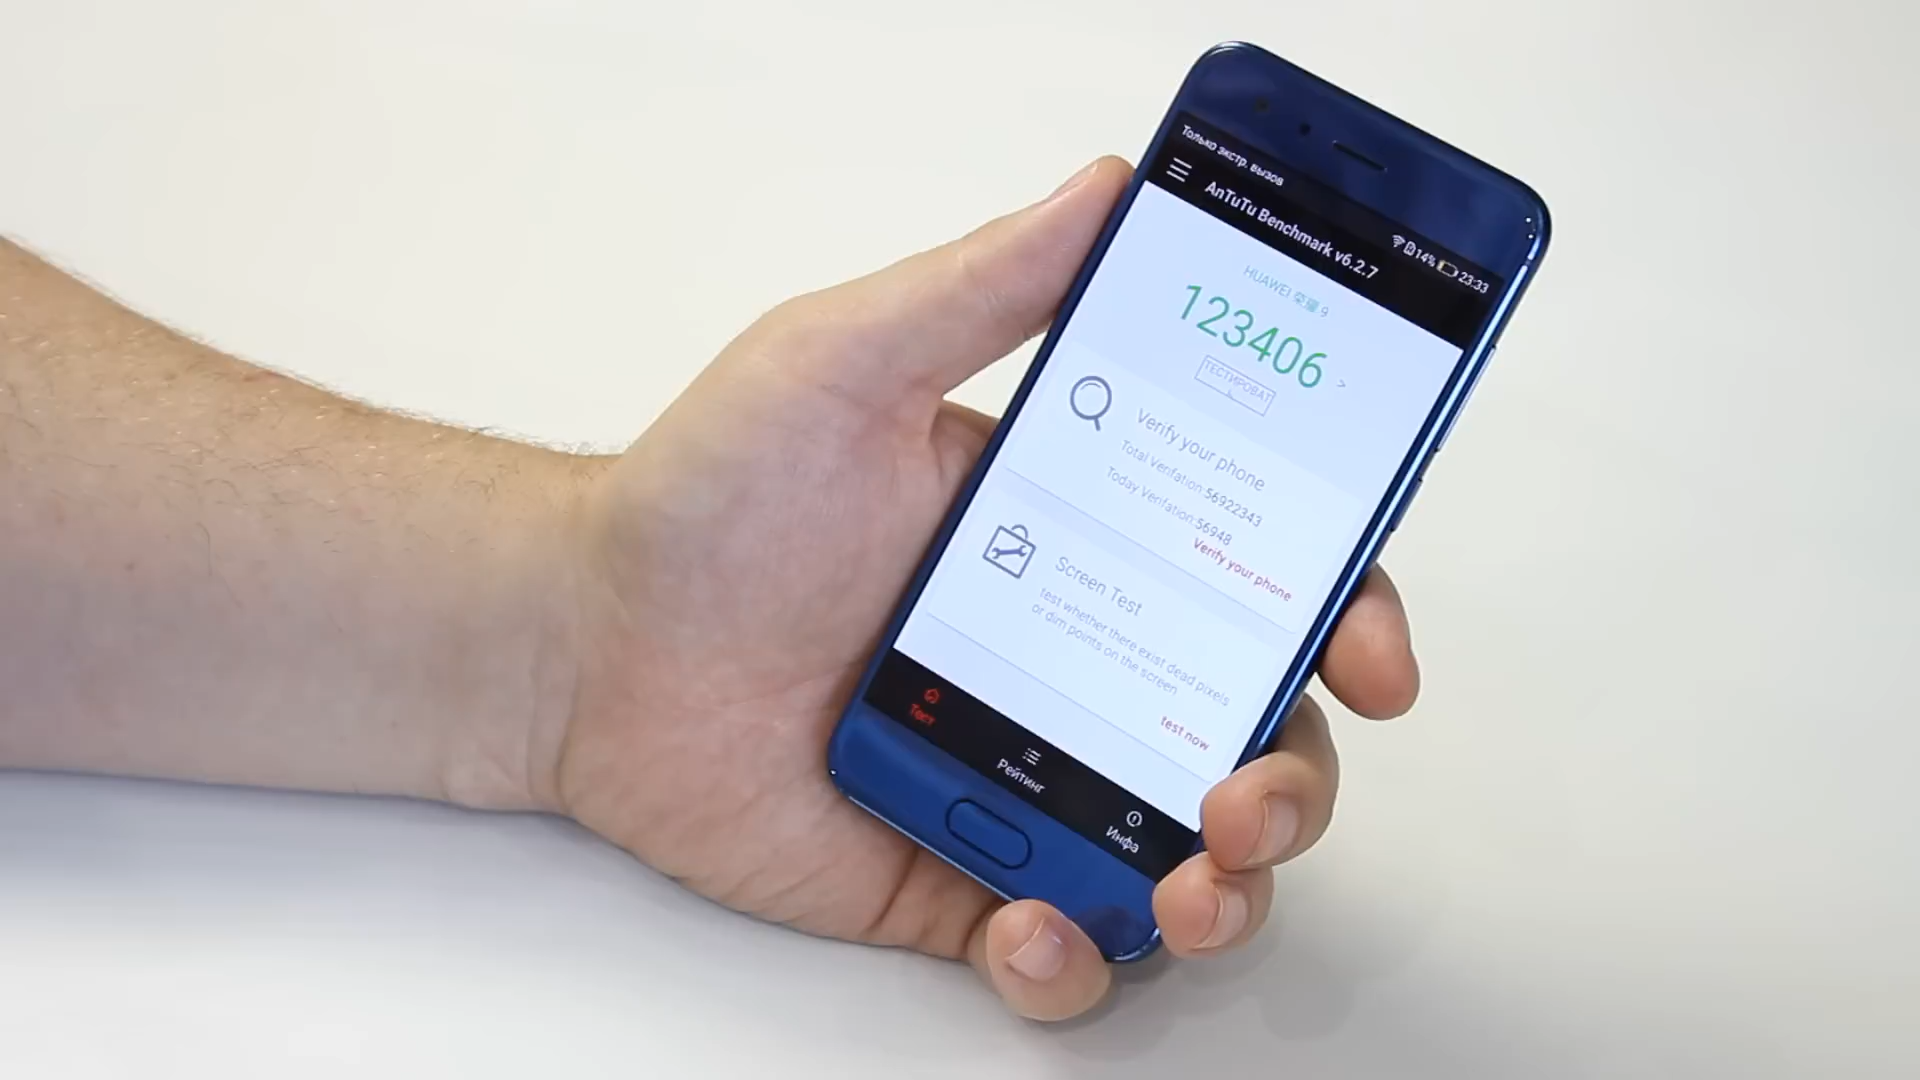 Только экстр. вызов
14% 23:33
AnTuTu Benchmark v6.2.7
HUAWEI 荣耀 9
123406 >
ТЕСТИРОВАТ
Ь
Verify your phone
Total Verifation:56922343
Today Verifation:56948
Verify your phone
Screen Test
test whether there exist dead pixels
or dim points on the screen
test now
Тест
Рейтинг
Инфа